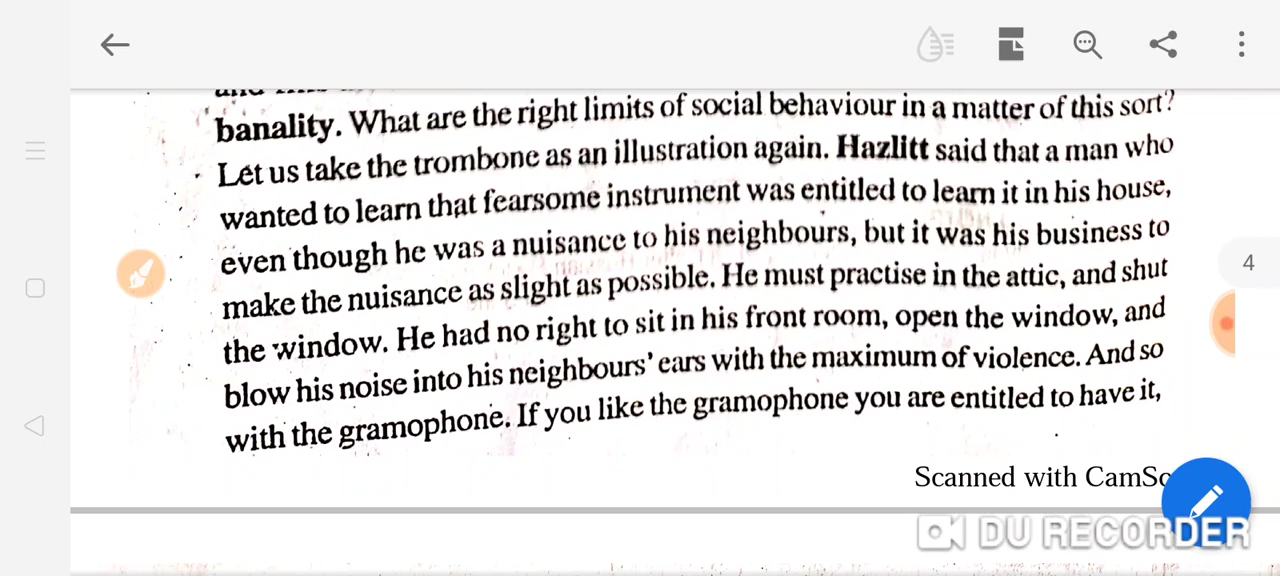 banality. What are the right limits of social behaviour in a matter of this sort?
Let us take the trombone as an illustration again. Hazlitt said that a man who
wanted to learn that fearsome instrument was entitled to learn it in his house,
even though he was a nuisance to his neighbours, but it was his business to
make the nuisance as slight as possible. He must practise in the attic, and shut
the window. He had no right to sit in his front room, open the window, and
blow his noise into his neighbours' ears with the maximum of violence. And so
with the gramophone. If you like the gramophone you are entitled to have it,
4
Scanned with CamSc
DU RECORDER